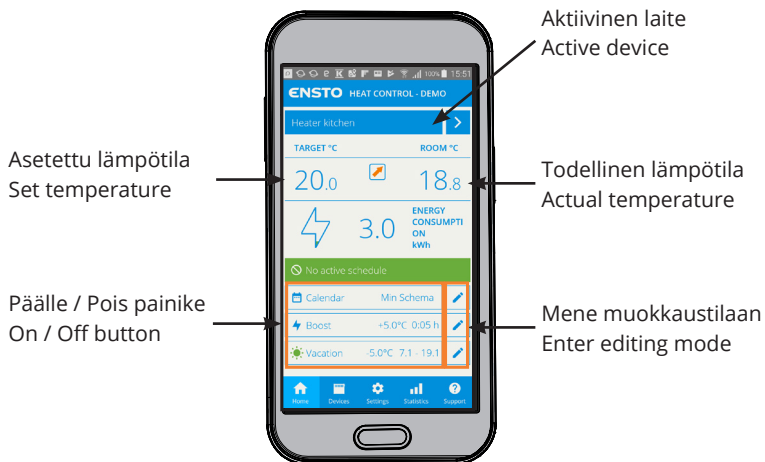 Aktiivinen laite
Active device
100% 15:51
ENSTO HEAT CONTROL - DEMO
Heater kitchen
TARGET °C ROOM °C
Asetettu lämpötila
Set temperature
20.0 18.8
Todellinen lämpötila
Actual temperature
3.0 ENERGY
CONSUMPTI
ON
kWh
No active schedule
Päälle / Pois painike
On / Off button
Calendar Min Schema
Boost +5.0°C 0:05 h
Vacation -5.0°C 7.1 - 19.1
Mene muokkaustilaan
Enter editing mode
Home Devices Settings Statistics Support